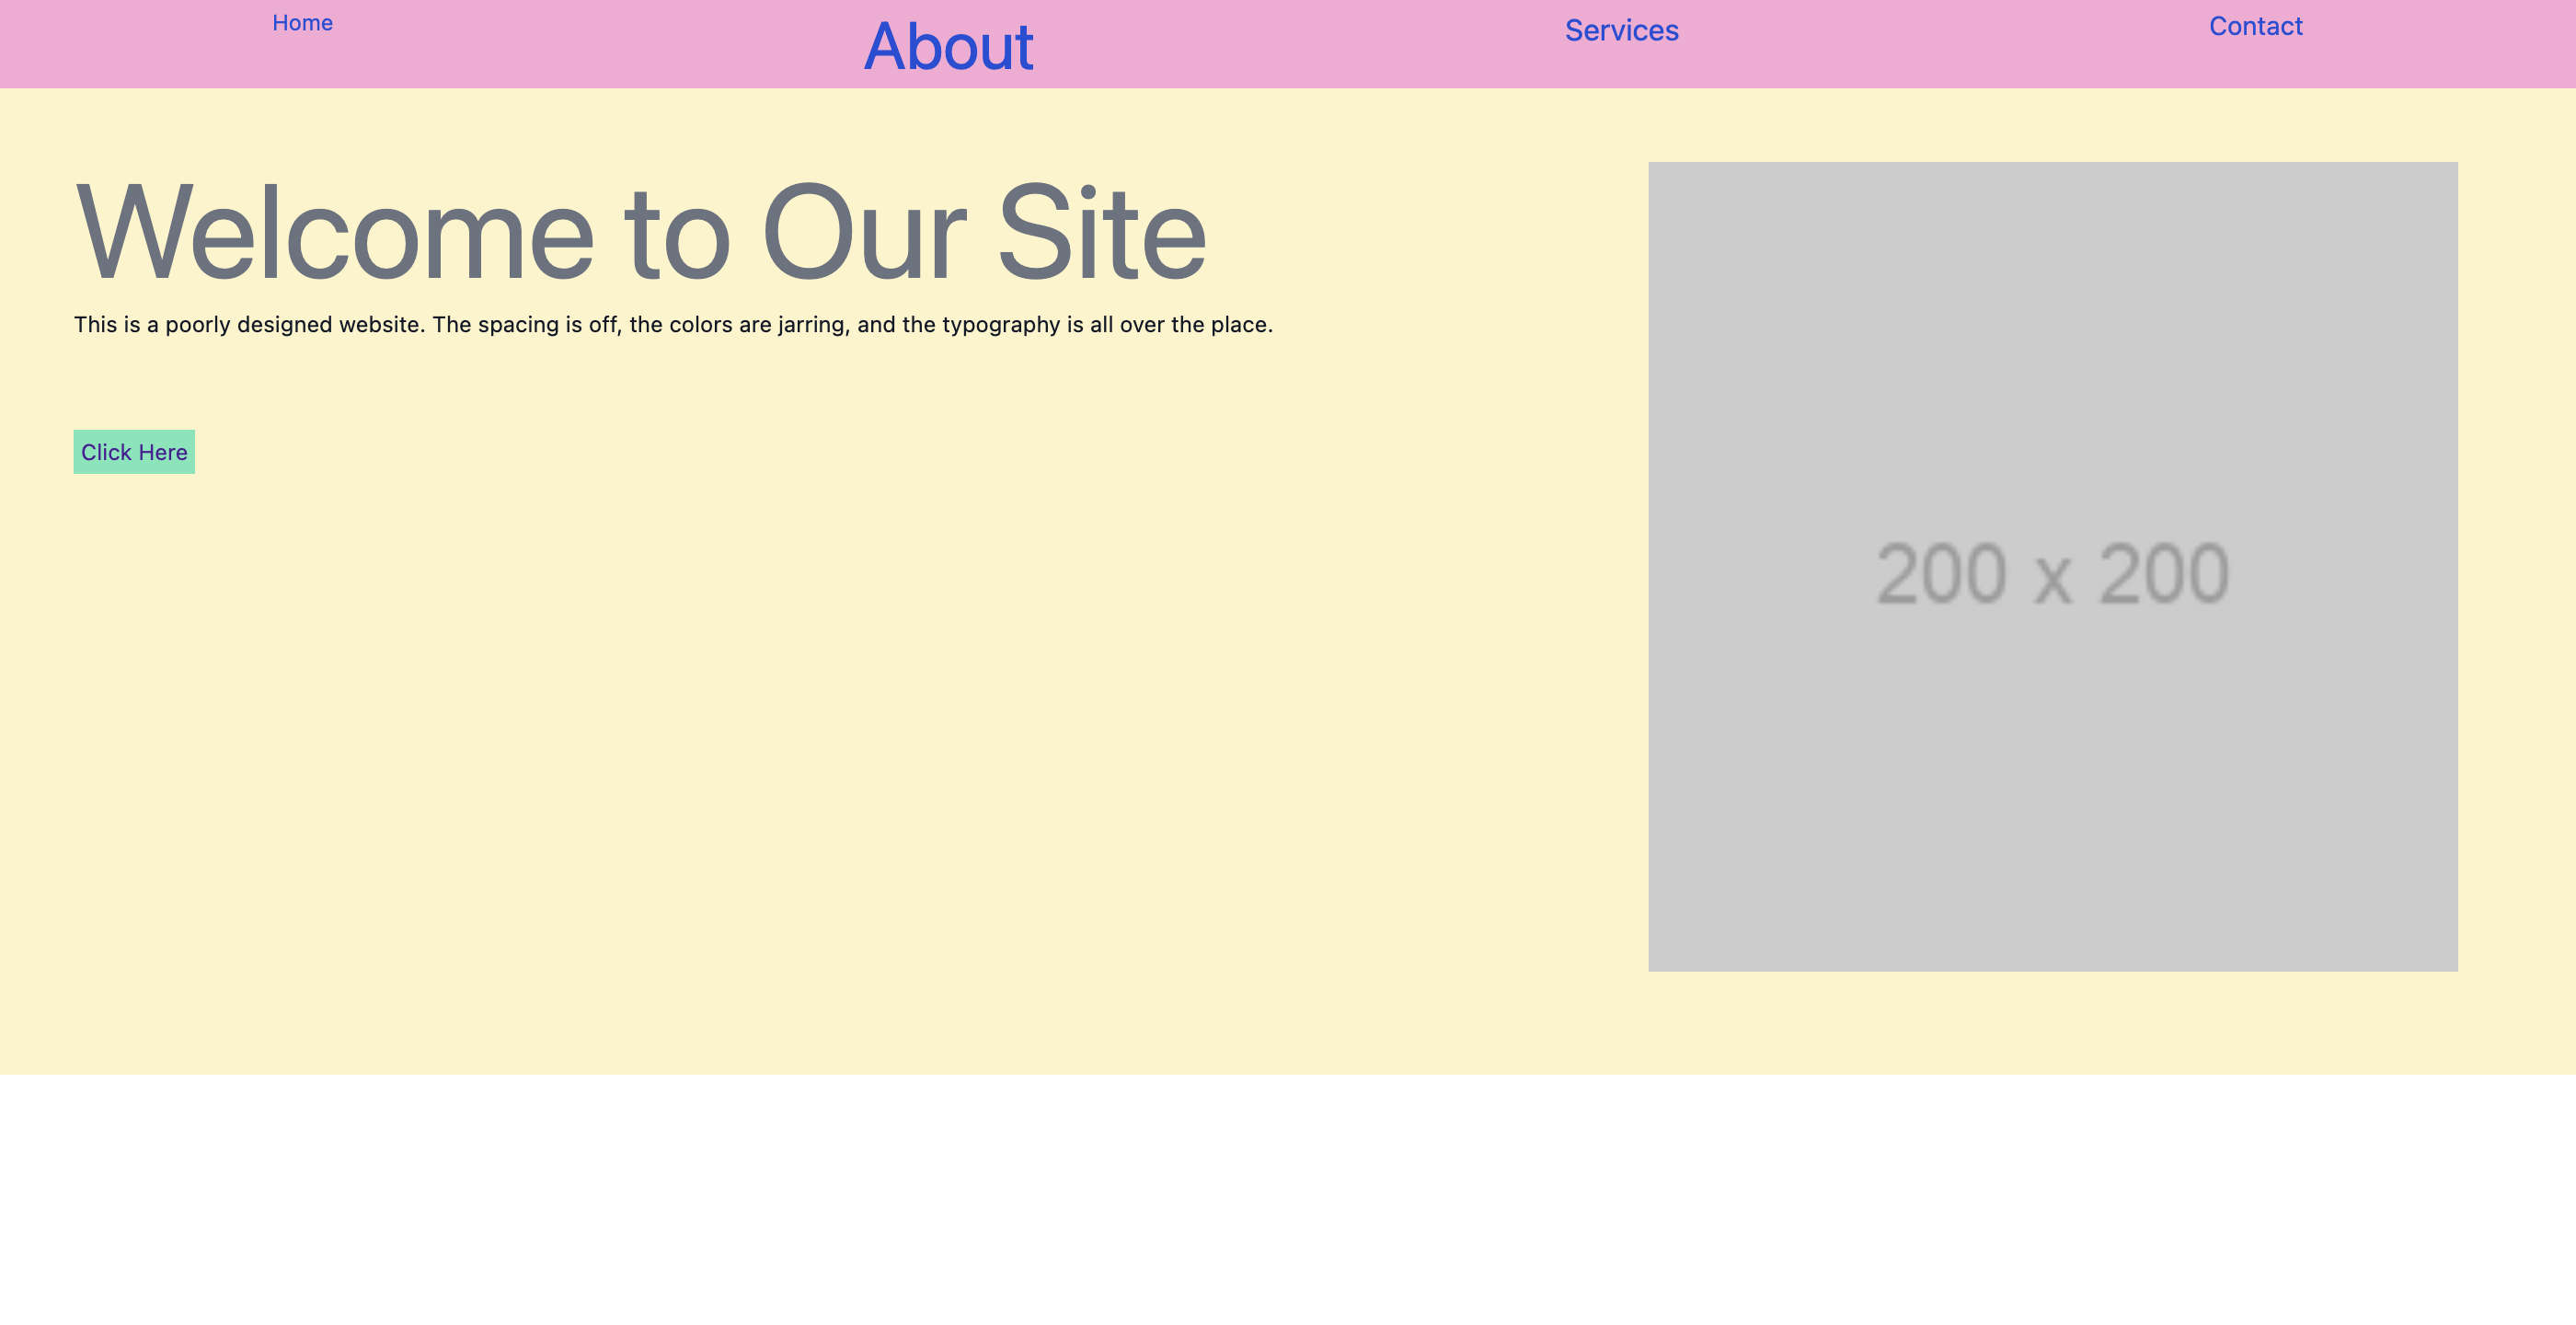 Home About Services Contact
Welcome to Our Site
This is a poorly designed website. The spacing is off, the colors are jarring, and the typography is all over the place.
Click Here
200 x 200